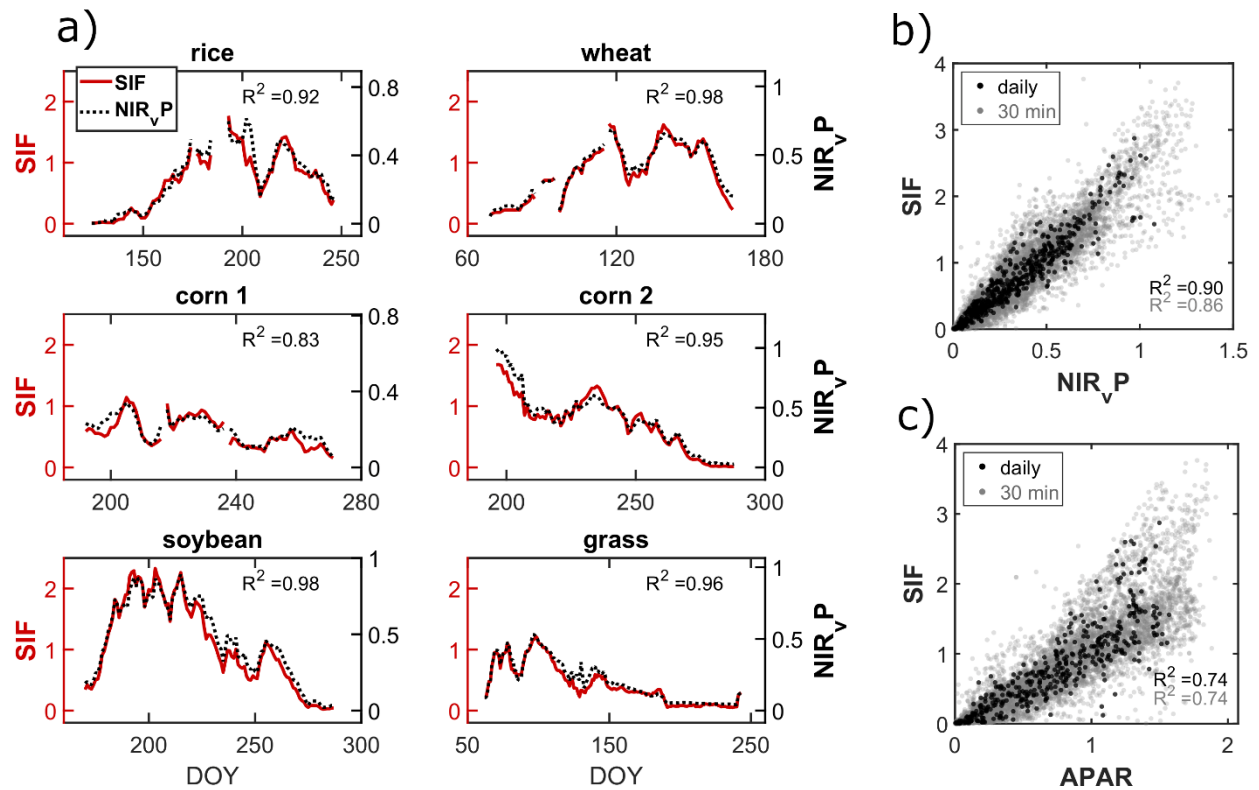 a)
rice
SIF
NIRvP
R² =0.92
SIF
2
1
0
0.8
0.4
0
150
200
250
wheat
R² =0.98
2
1
0
1
0.5
0
NIRvP
60
120
180
corn 1
R² =0.83
SIF
2
1
0
0.8
0.4
0
200
240
280
corn 2
R² =0.95
2
1
0
1
0.5
0
NIRvP
200
250
300
soybean
R² =0.98
SIF
2
1
0
1
0.5
0
200
250
300
DOY
grass
R² =0.96
2
1
0
1
0.5
0
NIRvP
50
150
250
DOY
b)
daily
30 min
SIF
4
3
2
1
0
R² =0.90
R² =0.86
0
0.5
1
1.5
NIRvP
c)
daily
30 min
SIF
4
3
2
1
0
R² =0.74
R² =0.74
0
1
2
APAR